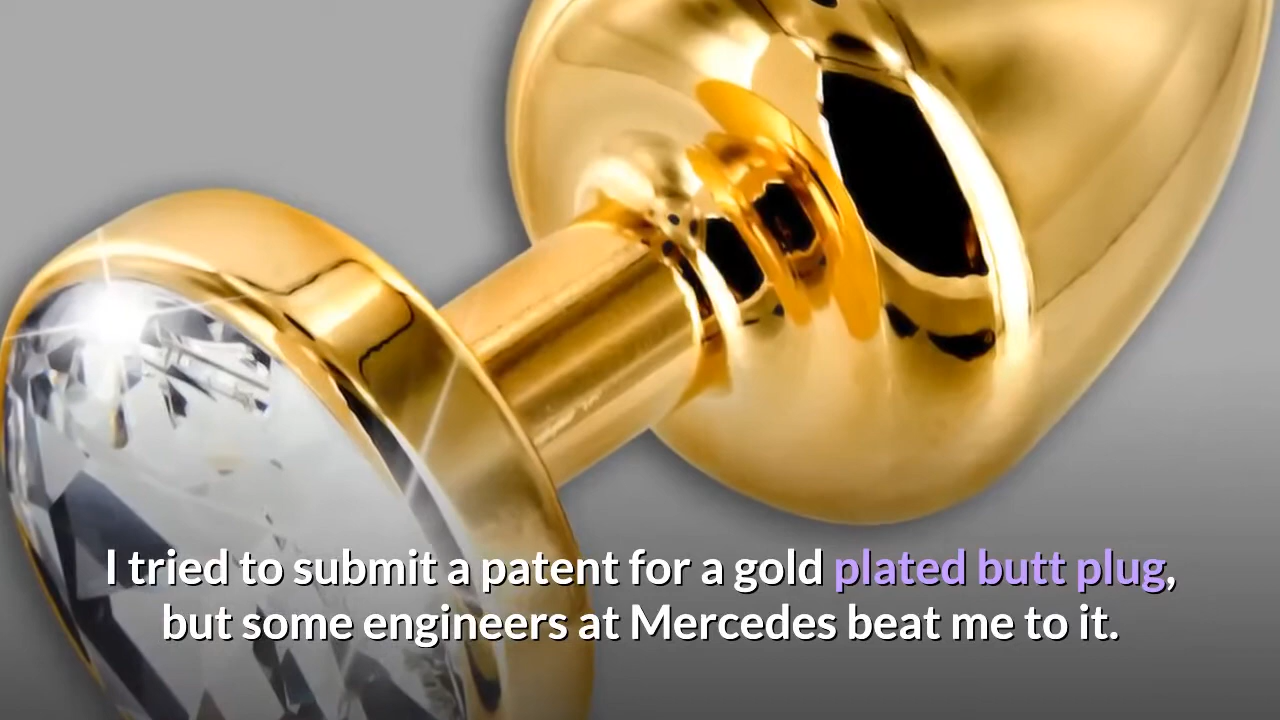 I tried to submit a patent for a gold plated butt plug,
but some engineers at Mercedes beat me to it.